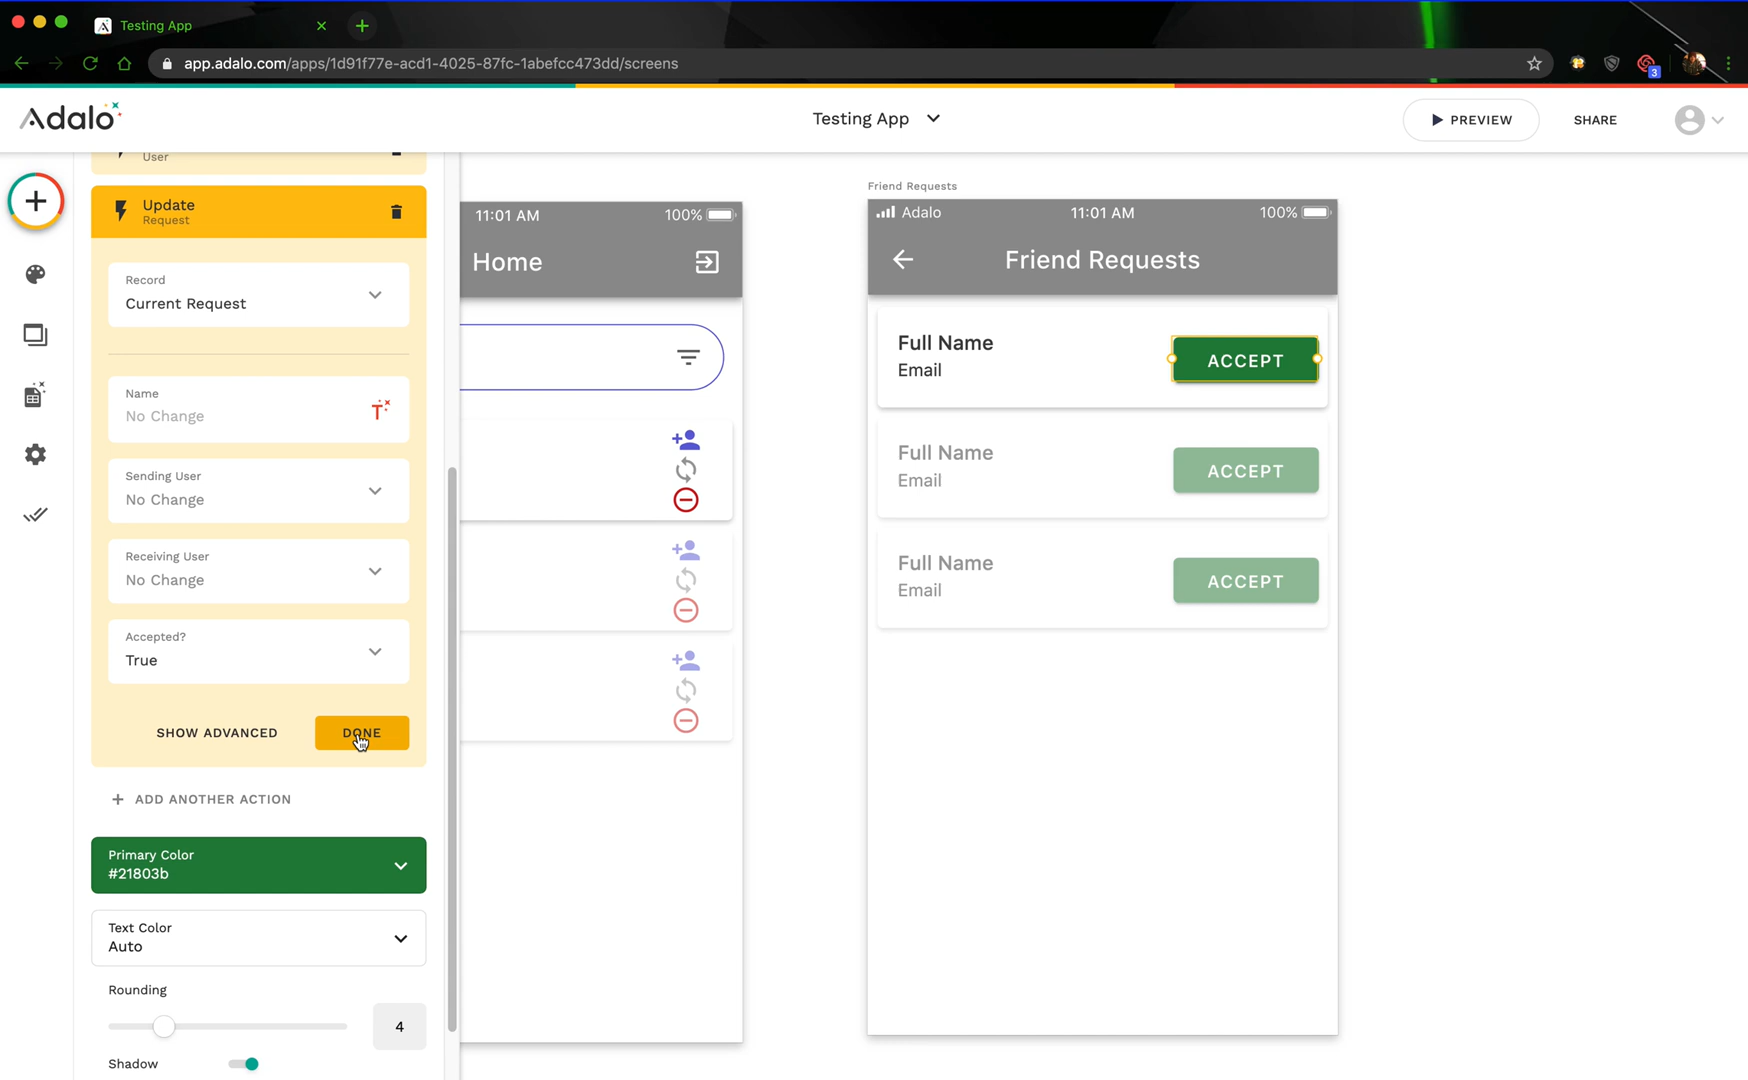 Testing App
app.adalo.com/apps/1d91f77e-acd1-4025-87fc-1abefcc473dd/screens
3
Adalo
Testing App
PREVIEW
SHARE
User
Update
Request
Record
Current Request
Name
No Change
Sending User
No Change
Receiving User
No Change
Accepted?
True
SHOW ADVANCED
DONE
ADD ANOTHER ACTION
Primary Color
#21803b
Text Color
Auto
Rounding
4
Shadow
11:01 AM
100%
Home
Friend Requests
Adalo
11:01 AM
100%
Friend Requests
Full Name
Email
ACCEPT
Full Name
Email
ACCEPT
Full Name
Email
ACCEPT